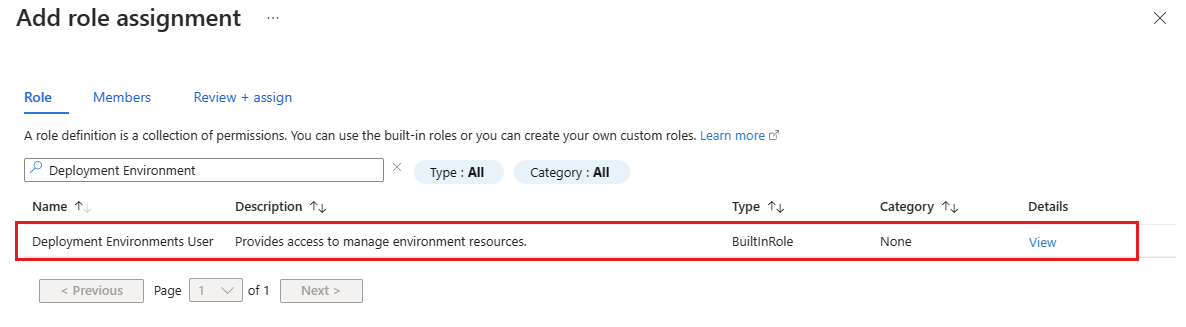 Add role assignment ...
Role Members Review + assign
A role definition is a collection of permissions. You can use the built-in roles or you can create your own custom roles. Learn more
Deployment Environment Type : All Category : All
Name Description Type Category Details
Deployment Environments User Provides access to manage environment resources. BuiltInRole None View
< Previous Page 1 of 1 Next >